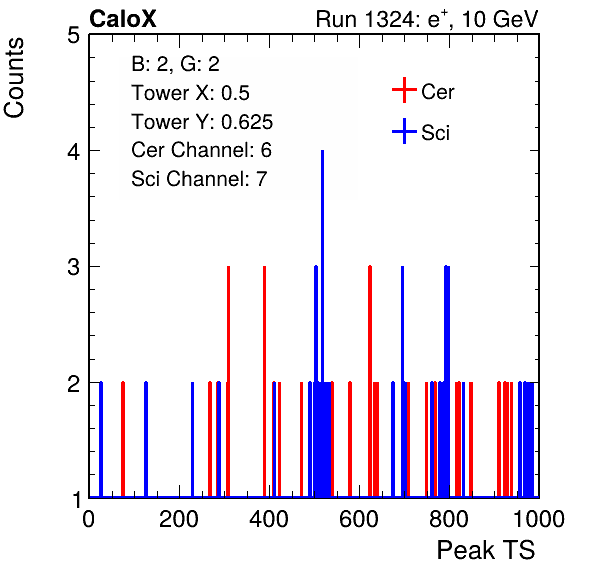 CaloX Run 1324: e⁺, 10 GeV
Counts
B: 2, G: 2
Tower X: 0.5
Tower Y: 0.625
Cer Channel: 6
Sci Channel: 7
Cer
Sci
5
4
3
2
1
0 200 400 600 800 1000
Peak TS